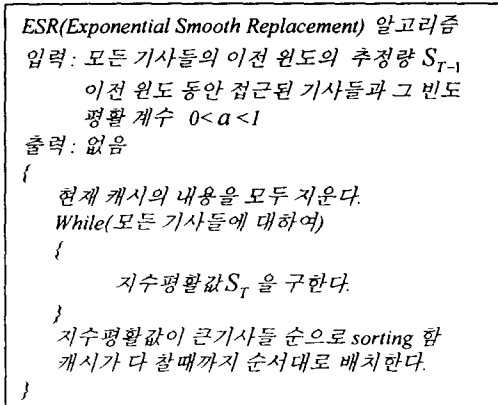 ESR(Exponential Smooth Replacement) 알고리즘
입력 : 모든 기사들의 이전 윈도의 추정량 S_{T-1}
이전 윈도 동안 접근된 기사들과 그 빈도
평활 계수 0< a <1
출력 : 없음
{
현재 캐시의 내용을 모두 지운다.
While(모든 기사들에 대하여)
{
지수평활값 S_T 을 구한다.
}
지수평활값이 큰기사들 순으로 sorting 함
캐시가 다 찰때까지 순서대로 배치한다.
}